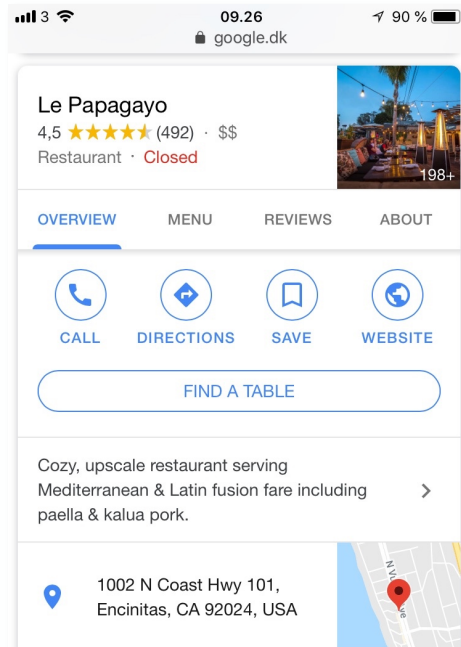 3 09.26 90 %
google.dk
Le Papagayo
4,5 (492) · $$
Restaurant · Closed
198+
OVERVIEW MENU REVIEWS ABOUT
CALL DIRECTIONS SAVE WEBSITE
FIND A TABLE
Cozy, upscale restaurant serving
Mediterranean & Latin fusion fare including
paella & kalua pork.
1002 N Coast Hwy 101,
Encinitas, CA 92024, USA